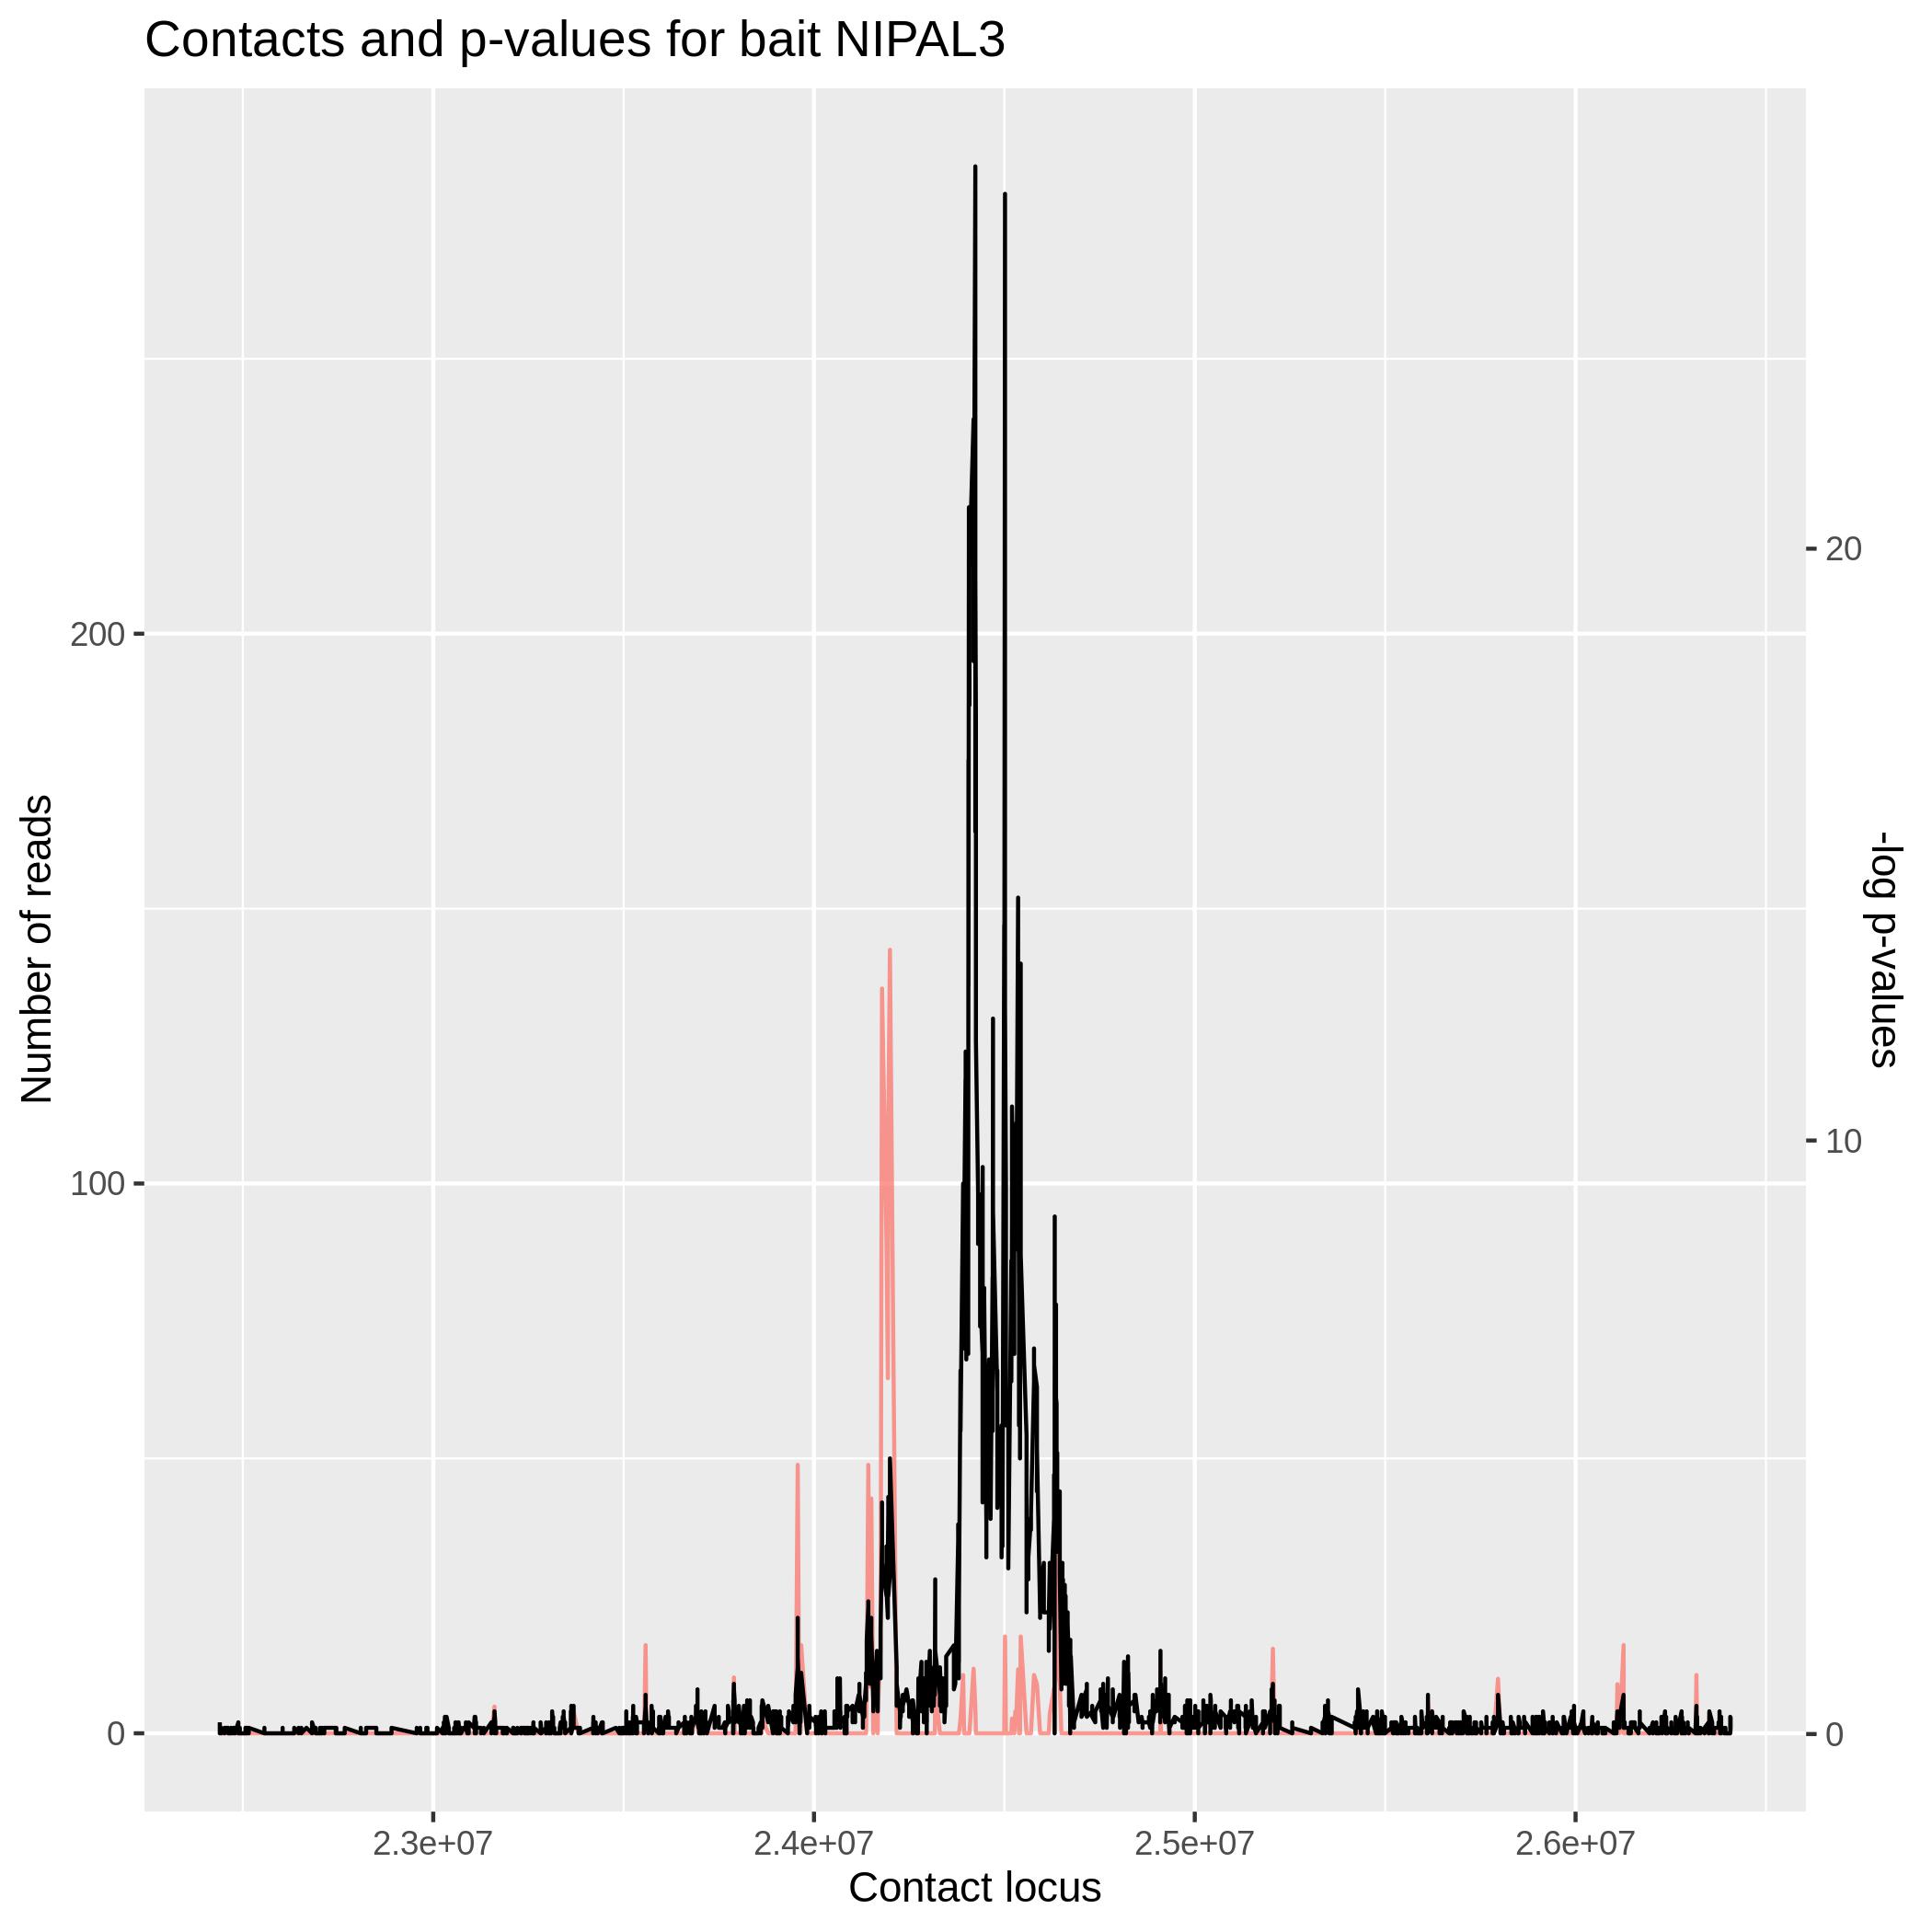 Contacts and p-values for bait NIPAL3
Number of reads
200
100
0
20
10
0
-log p-values
2.3e+07
2.4e+07
2.5e+07
2.6e+07
Contact locus